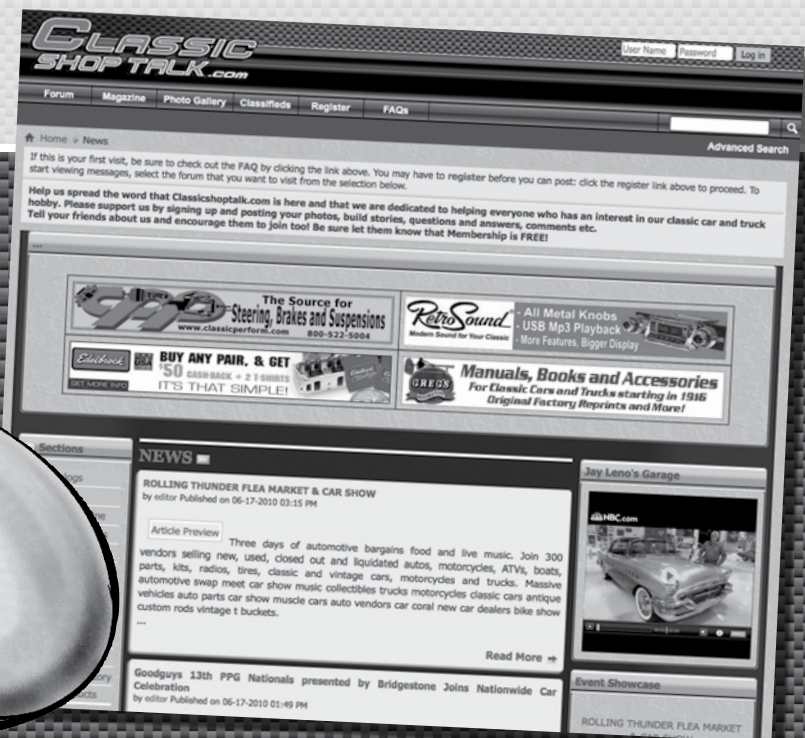 CLASSIC
SHOP TALK.com
User Name Password Log in
Forum Magazine Photo Gallery Classifieds Register FAQs
Advanced Search
Home News
If this is your first visit, be sure to check out the FAQ by clicking the link above. You may have to register before you can post: click the register link above to proceed. To
start viewing messages, select the forum that you want to visit from the selection below.
Help us spread the word that Classicshoptalk.com is here and that we are dedicated to helping everyone who has an interest in our classic car and truck
hobby. Please support us by signing up and posting your photos, build stories, questions and answers, comments etc.
Tell your friends about us and encourage them to join too! Be sure let them know that Membership is FREE!
...
CPP
The Source for
Steering, Brakes and Suspensions
www.classicperform.com 800-522-5004
RetroSound
Modern Sound for Your Classic
- All Metal Knobs
- USB Mp3 Playback
- More Features, Bigger Display
Edelbrock
GET MORE INFO
BUY ANY PAIR, & GET
$50 CASH-BACK + 2 T-SHIRTS
IT'S THAT SIMPLE!
GREG'S
Manuals, Books and Accessories
For Classic Cars and Trucks starting in 1916
Original Factory Reprints and More!
Sections
NEWS
ROLLING THUNDER FLEA MARKET & CAR SHOW
by editor Published on 06-17-2010 03:15 PM
Article Preview
Three days of automotive bargains food and live music. Join 300
vendors selling new, used, closed out and liquidated autos, motorcycles, ATVs, boats,
parts, kits, radios, tires, classic and vintage cars, motorcycles and trucks. Massive
automotive swap meet car show music collectibles trucks motorcycles classic cars antique
vehicles auto parts car show muscle cars auto vendors car coral new car dealers bike show
custom rods vintage t buckets.
...
Read More
Goodguys 13th PPG Nationals presented by Bridgestone Joins Nationwide Car
Celebration
by editor Published on 06-17-2010 01:49 PM
Jay Leno's Garage
NBC.com
Event Showcase
ROLLING THUNDER FLEA MARKET
& CAR SHOW